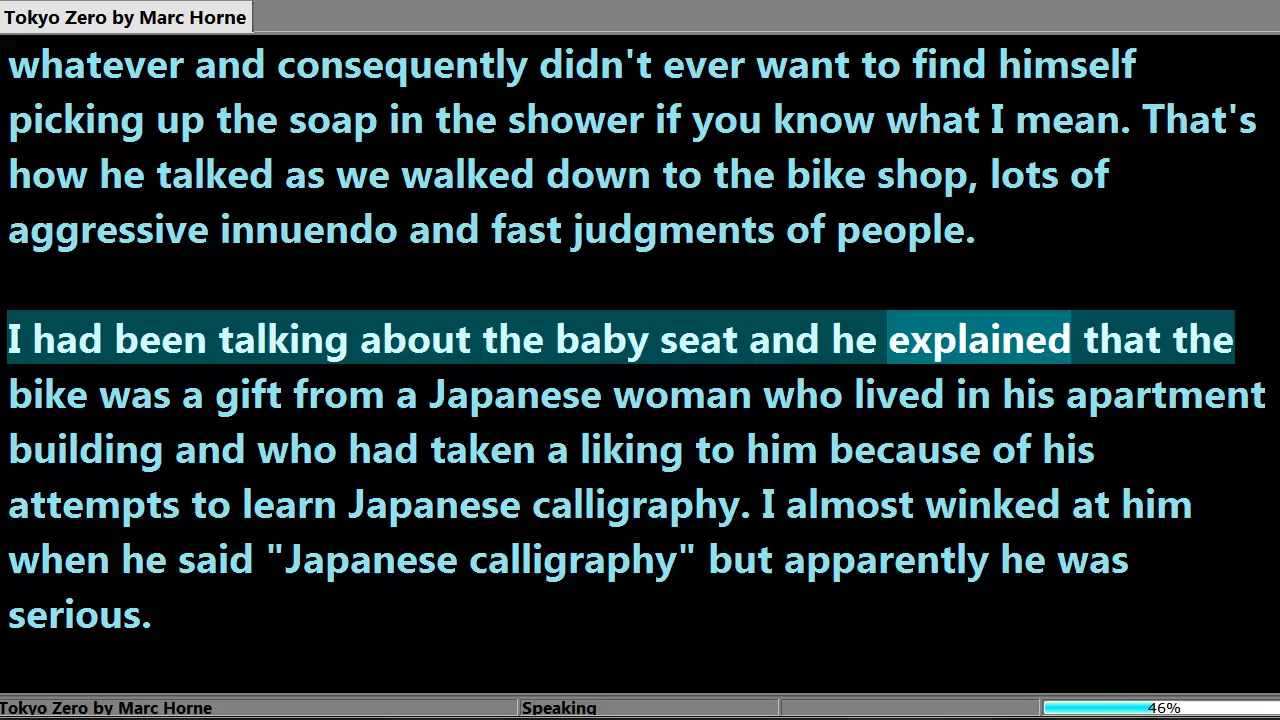 Tokyo Zero by Marc Horne
whatever and consequently didn't ever want to find himself
picking up the soap in the shower if you know what I mean. That's
how he talked as we walked down to the bike shop, lots of
aggressive innuendo and fast judgments of people.
I had been talking about the baby seat and he explained that the
bike was a gift from a Japanese woman who lived in his apartment
building and who had taken a liking to him because of his
attempts to learn Japanese calligraphy. I almost winked at him
when he said "Japanese calligraphy" but apparently he was
serious.
Tokyo Zero by Marc Horne Speaking 46%